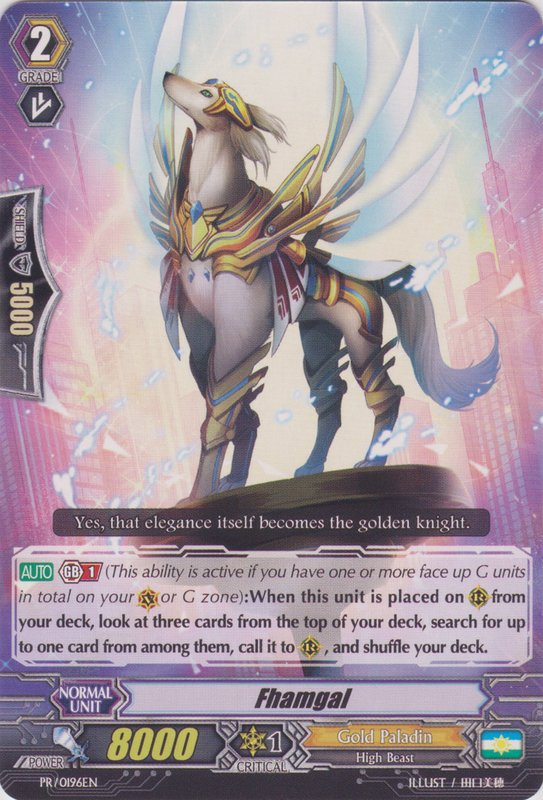 2
GRADE
SHIELD
5000
Yes, that elegance itself becomes the golden knight.
AUTO GB 1 (This ability is active if you have one or more face up G units
in total on your V or G zone):When this unit is placed on R from
your deck, look at three cards from the top of your deck, search for up
to one card from among them, call it to R, and shuffle your deck.
NORMAL
UNIT
Fhamgal
POWER
8000
1
CRITICAL
Gold Paladin
High Beast
PR/0196EN
ILLUST / 田口美穂